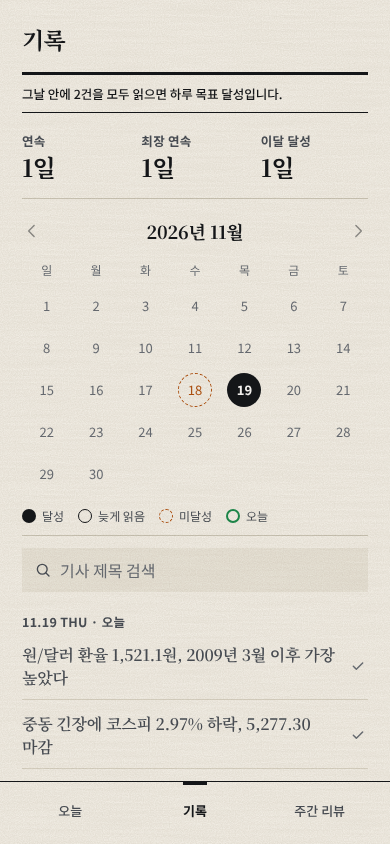 기록
그날 안에 2건을 모두 읽으면 하루 목표 달성입니다.
연속 최장 연속 이달 달성
1일 1일 1일
2026년 11월
일 월 화 수 목 금 토
1 2 3 4 5 6 7
8 9 10 11 12 13 14
15 16 17 18 19 20 21
22 23 24 25 26 27 28
29 30
달성 늦게 읽음 미달성 오늘
기사 제목 검색
11.19 THU · 오늘
원/달러 환율 1,521.1원, 2009년 3월 이후 가장
높았다
중동 긴장에 코스피 2.97% 하락, 5,277.30
마감
오늘 기록 주간 리뷰